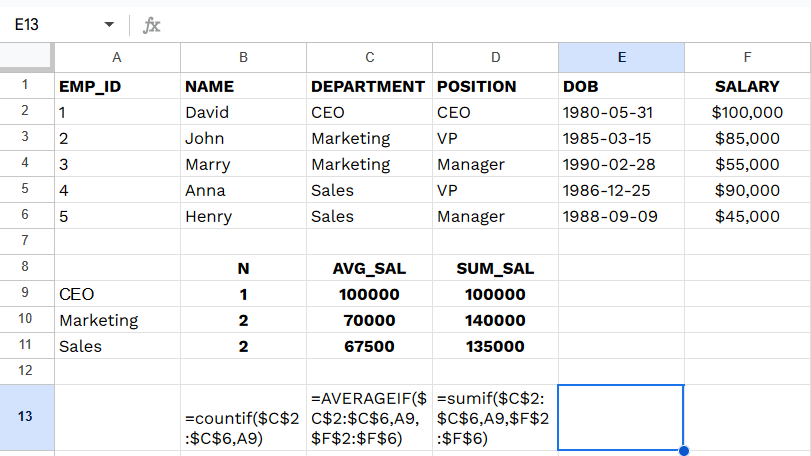 E13 fx
A B C D E F
1 EMP_ID NAME DEPARTMENT POSITION DOB SALARY
2 1 David CEO CEO 1980-05-31 $100,000
3 2 John Marketing VP 1985-03-15 $85,000
4 3 Marry Marketing Manager 1990-02-28 $55,000
5 4 Anna Sales VP 1986-12-25 $90,000
6 5 Henry Sales Manager 1988-09-09 $45,000
7
8 N AVG_SAL SUM_SAL
9 CEO 1 100000 100000
10 Marketing 2 70000 140000
11 Sales 2 67500 135000
12
13
=countif($C$2
:$C$6,A9)
=AVERAGEIF($
C$2:$C$6,A9,
$F$2:$F$6)
=sumif($C$2:
$C$6,A9,$F$2
:$F$6)